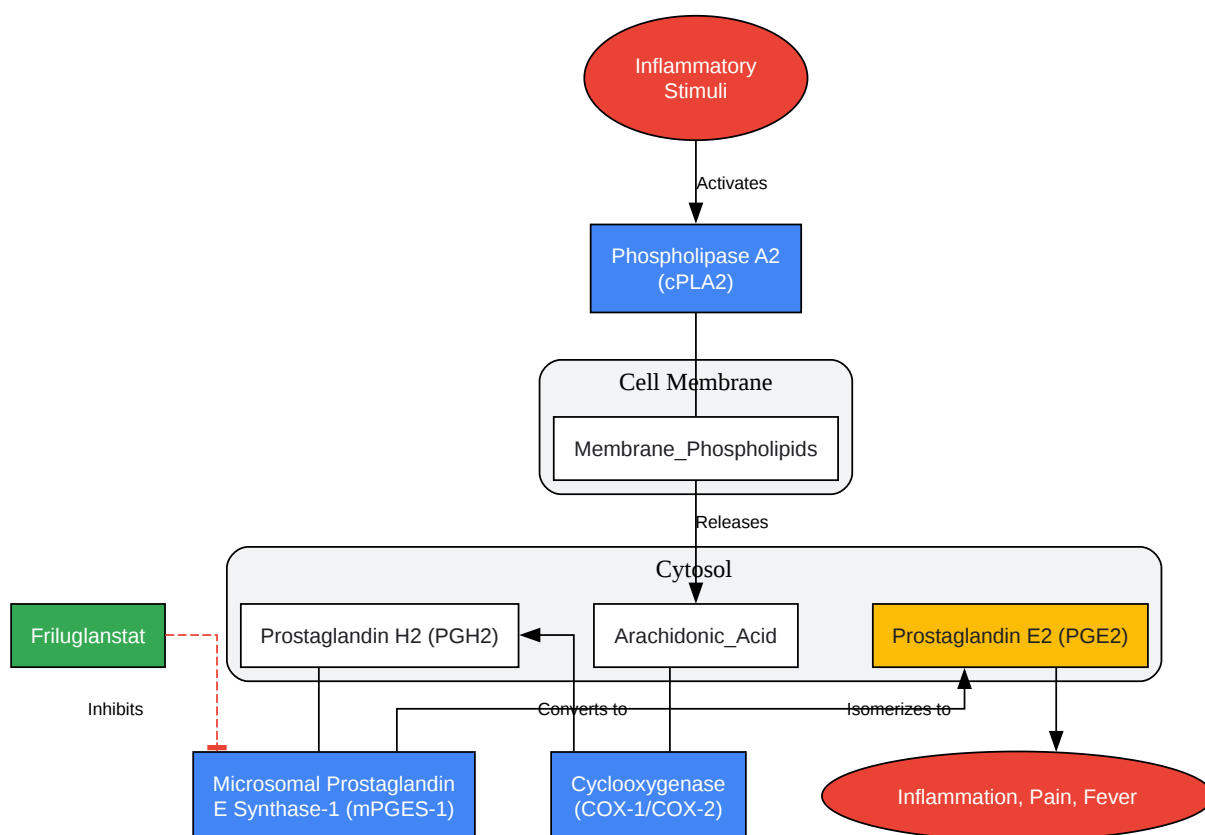 Inflammatory
Stimuli
Activates
Phospholipase A2
(cPLA2)
Cell Membrane
Membrane_Phospholipids
Releases
Cytosol
Friluglanstat
Prostaglandin H2 (PGH2)
Arachidonic_Acid
Prostaglandin E2 (PGE2)
Inhibits
Converts to
Isomerizes to
Microsomal Prostaglandin
E Synthase-1 (mPGES-1)
Cyclooxygenase
(COX-1/COX-2)
Inflammation, Pain, Fever